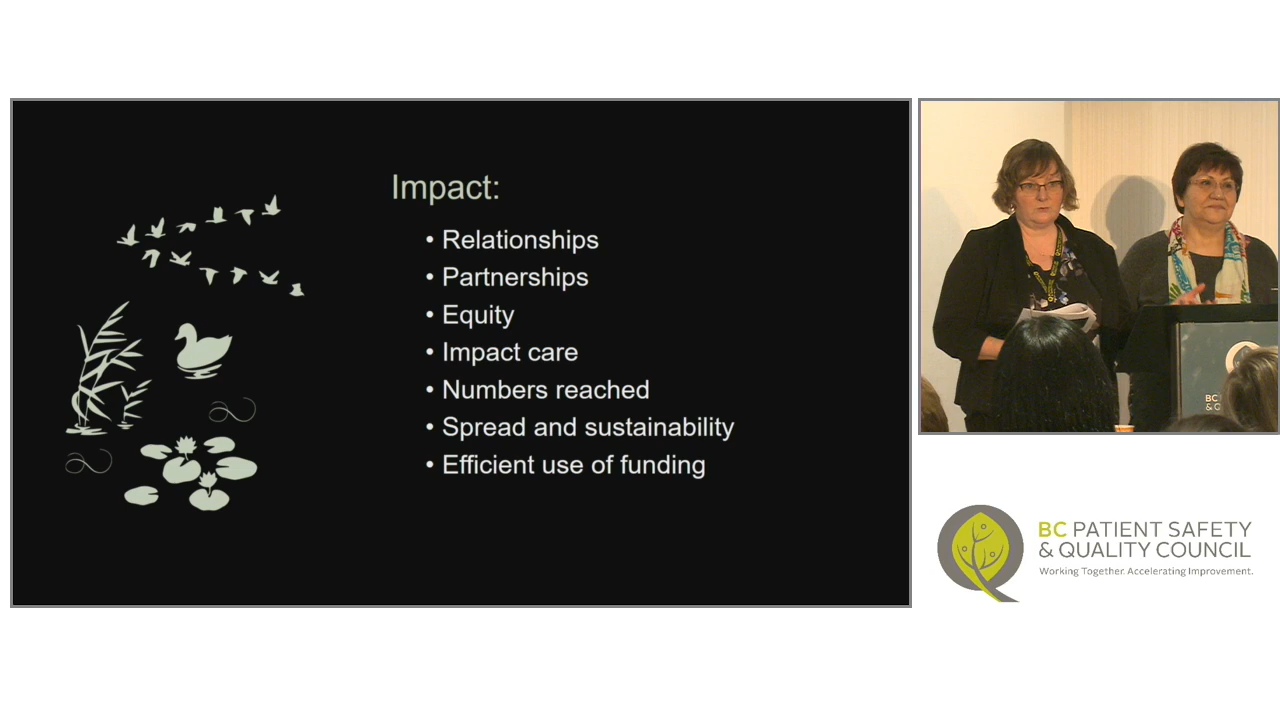 Impact:
• Relationships
• Partnerships
• Equity
• Impact care
• Numbers reached
• Spread and sustainability
• Efficient use of funding
BC
& 
BC PATIENT SAFETY
& QUALITY COUNCIL
Working Together. Accelerating Improvement.